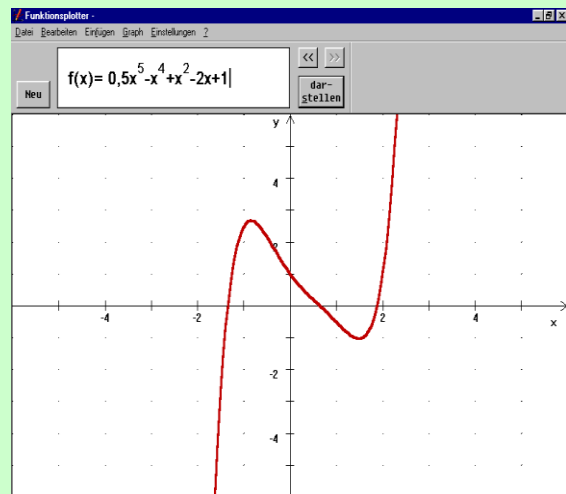 Funktionsplotter -
Datei Bearbeiten Einfügen Graph Einstellungen ?
Neu
f(x)= 0,5x⁵-x⁴+x²-2x+1
<< >>
dar-
stellen
y
4
2
-4 -2 2 4
x
-2
-4